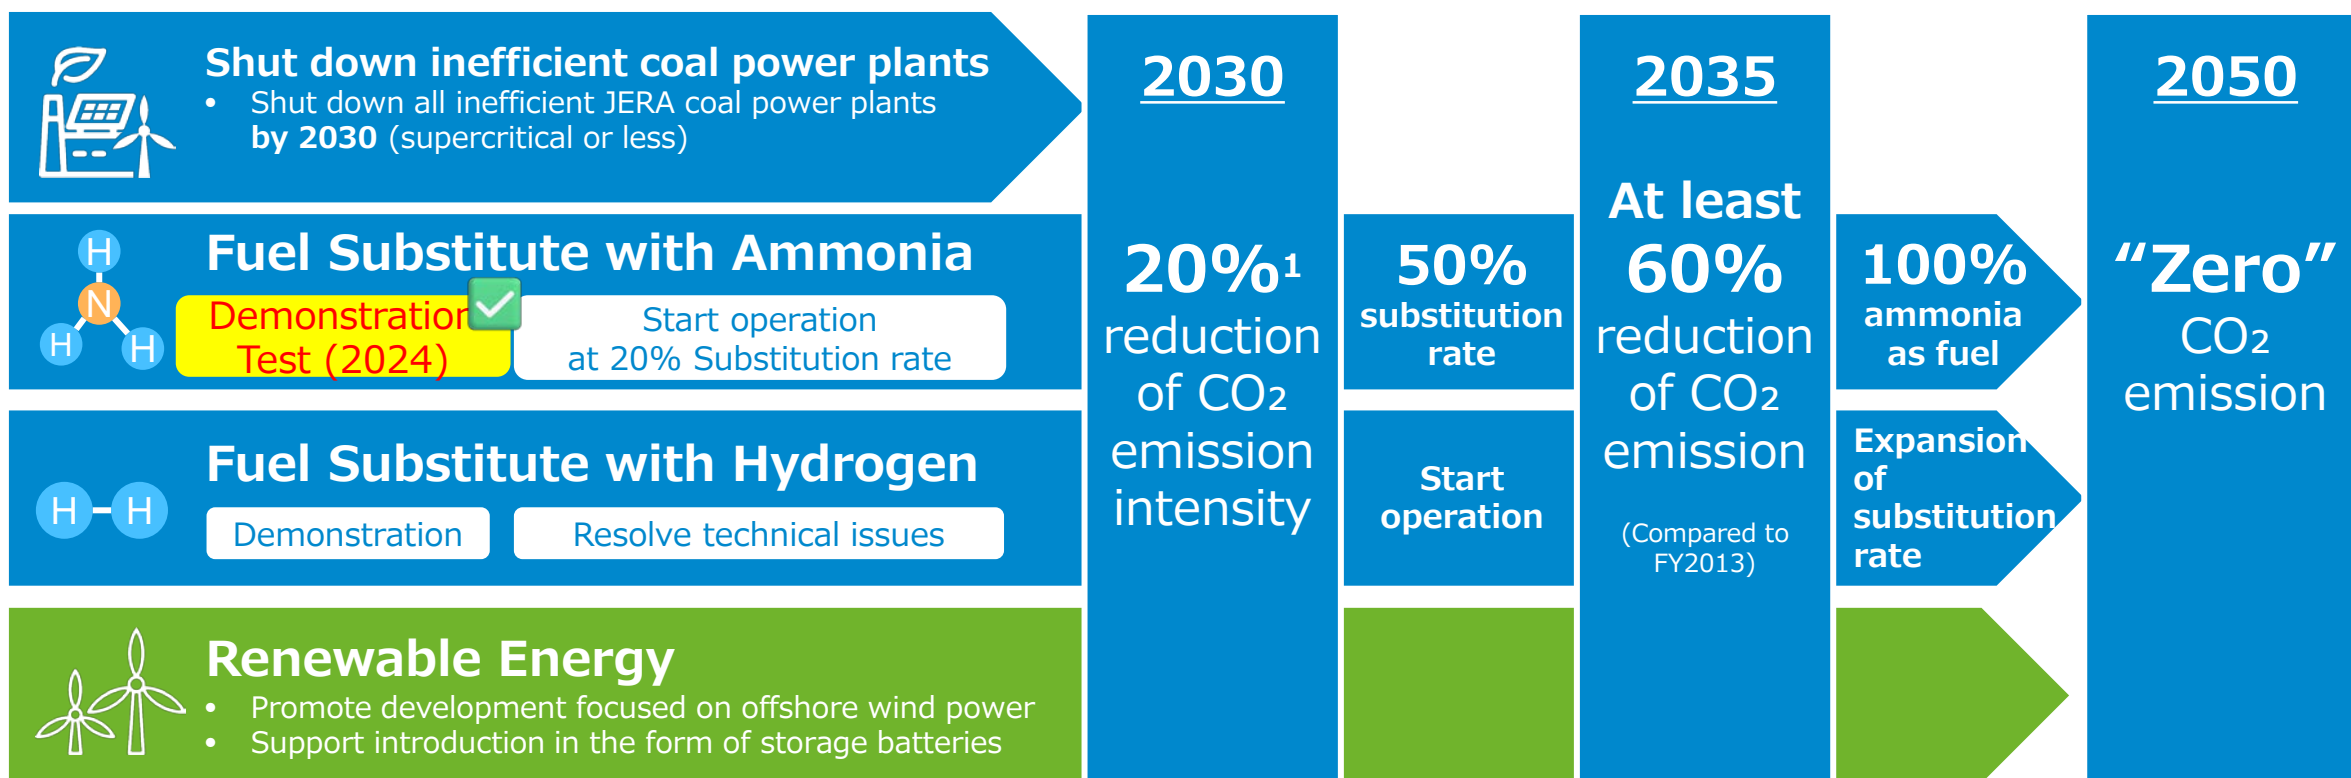 Shut down inefficient coal power plants
• Shut down all inefficient JERA coal power plants
by 2030 (supercritical or less)
H
N
H
H
Fuel Substitute with Ammonia
Demonstration
Test (2024)
Start operation
at 20% Substitution rate
H
H
Fuel Substitute with Hydrogen
Demonstration
Resolve technical issues
Renewable Energy
• Promote development focused on offshore wind power
• Support introduction in the form of storage batteries
2030
20%¹
reduction
of CO₂
emission
intensity
50%
substitution
rate
Start
operation
2035
At least
60%
reduction
of CO₂
emission
(Compared to
FY2013)
100%
ammonia
as fuel
Expansion
of
substitution
rate
2050
“Zero”
CO₂
emission